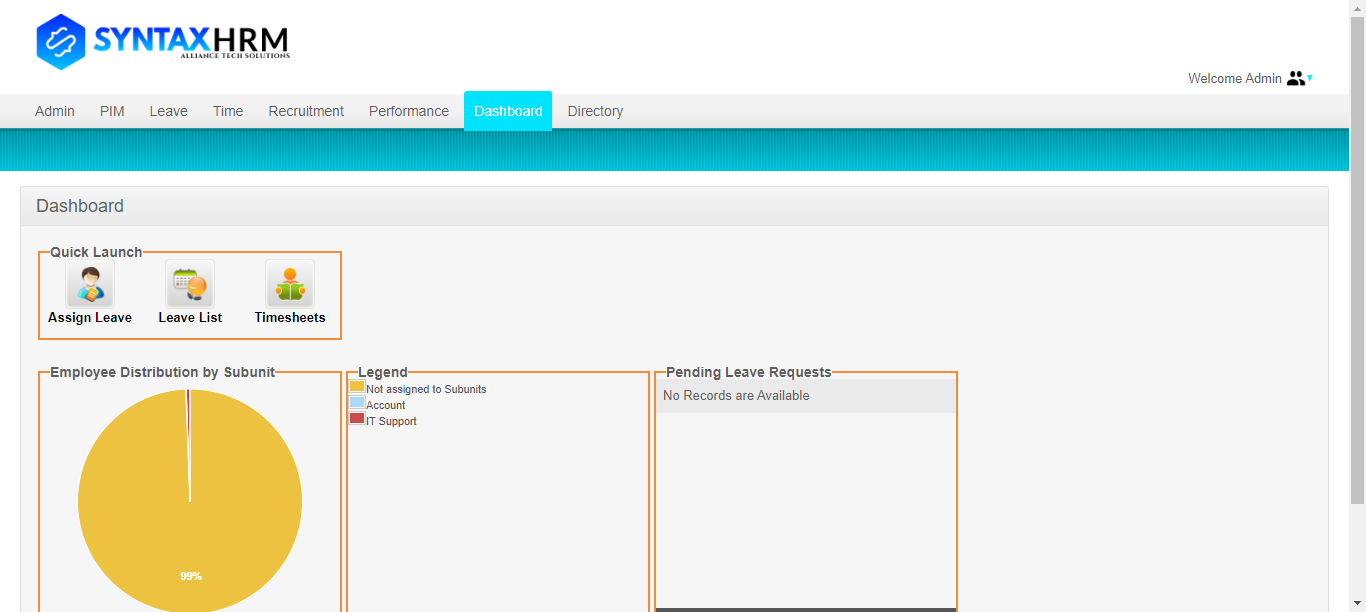 SYNTAXHRM
ALLIANCE TECH SOLUTIONS
Welcome Admin
Admin PIM Leave Time Recruitment Performance Dashboard Directory
Dashboard
Quick Launch
Assign Leave Leave List Timesheets
Employee Distribution by Subunit
99%
Legend
Not assigned to Subunits
Account
IT Support
Pending Leave Requests
No Records are Available